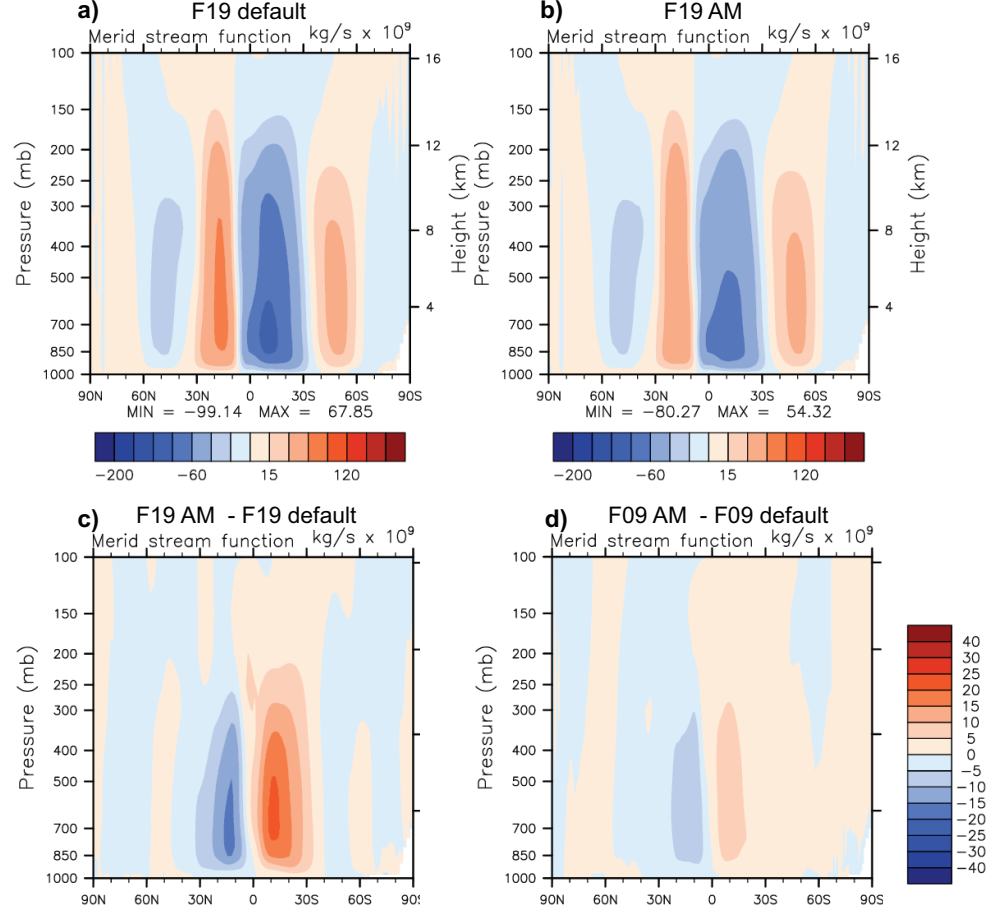 a) F19 default
Merid stream function kg/s x 10⁹
100
150
200
250
300
400
500
700
850
1000
Pressure (mb)
16
12
8
4
Height (km)
90N 60N 30N 0 30S 60S 90S
MIN = -99.14 MAX = 67.85
-200 -60 15 120
b) F19 AM
Merid stream function kg/s x 10⁹
100
150
200
250
300
400
500
700
850
1000
Pressure (mb)
16
12
8
4
Height (km)
90N 60N 30N 0 30S 60S 90S
MIN = -80.27 MAX = 54.32
-200 -60 15 120
c) F19 AM - F19 default
Merid stream function kg/s x 10⁹
100
150
200
250
300
400
500
700
850
1000
Pressure (mb)
90N 60N 30N 0 30S 60S 90S
d) F09 AM - F09 default
Merid stream function kg/s x 10⁹
100
150
200
250
300
400
500
700
850
1000
Pressure (mb)
90N 60N 30N 0 30S 60S 90S
40
30
25
20
15
10
5
0
-5
-10
-15
-20
-25
-30
-40